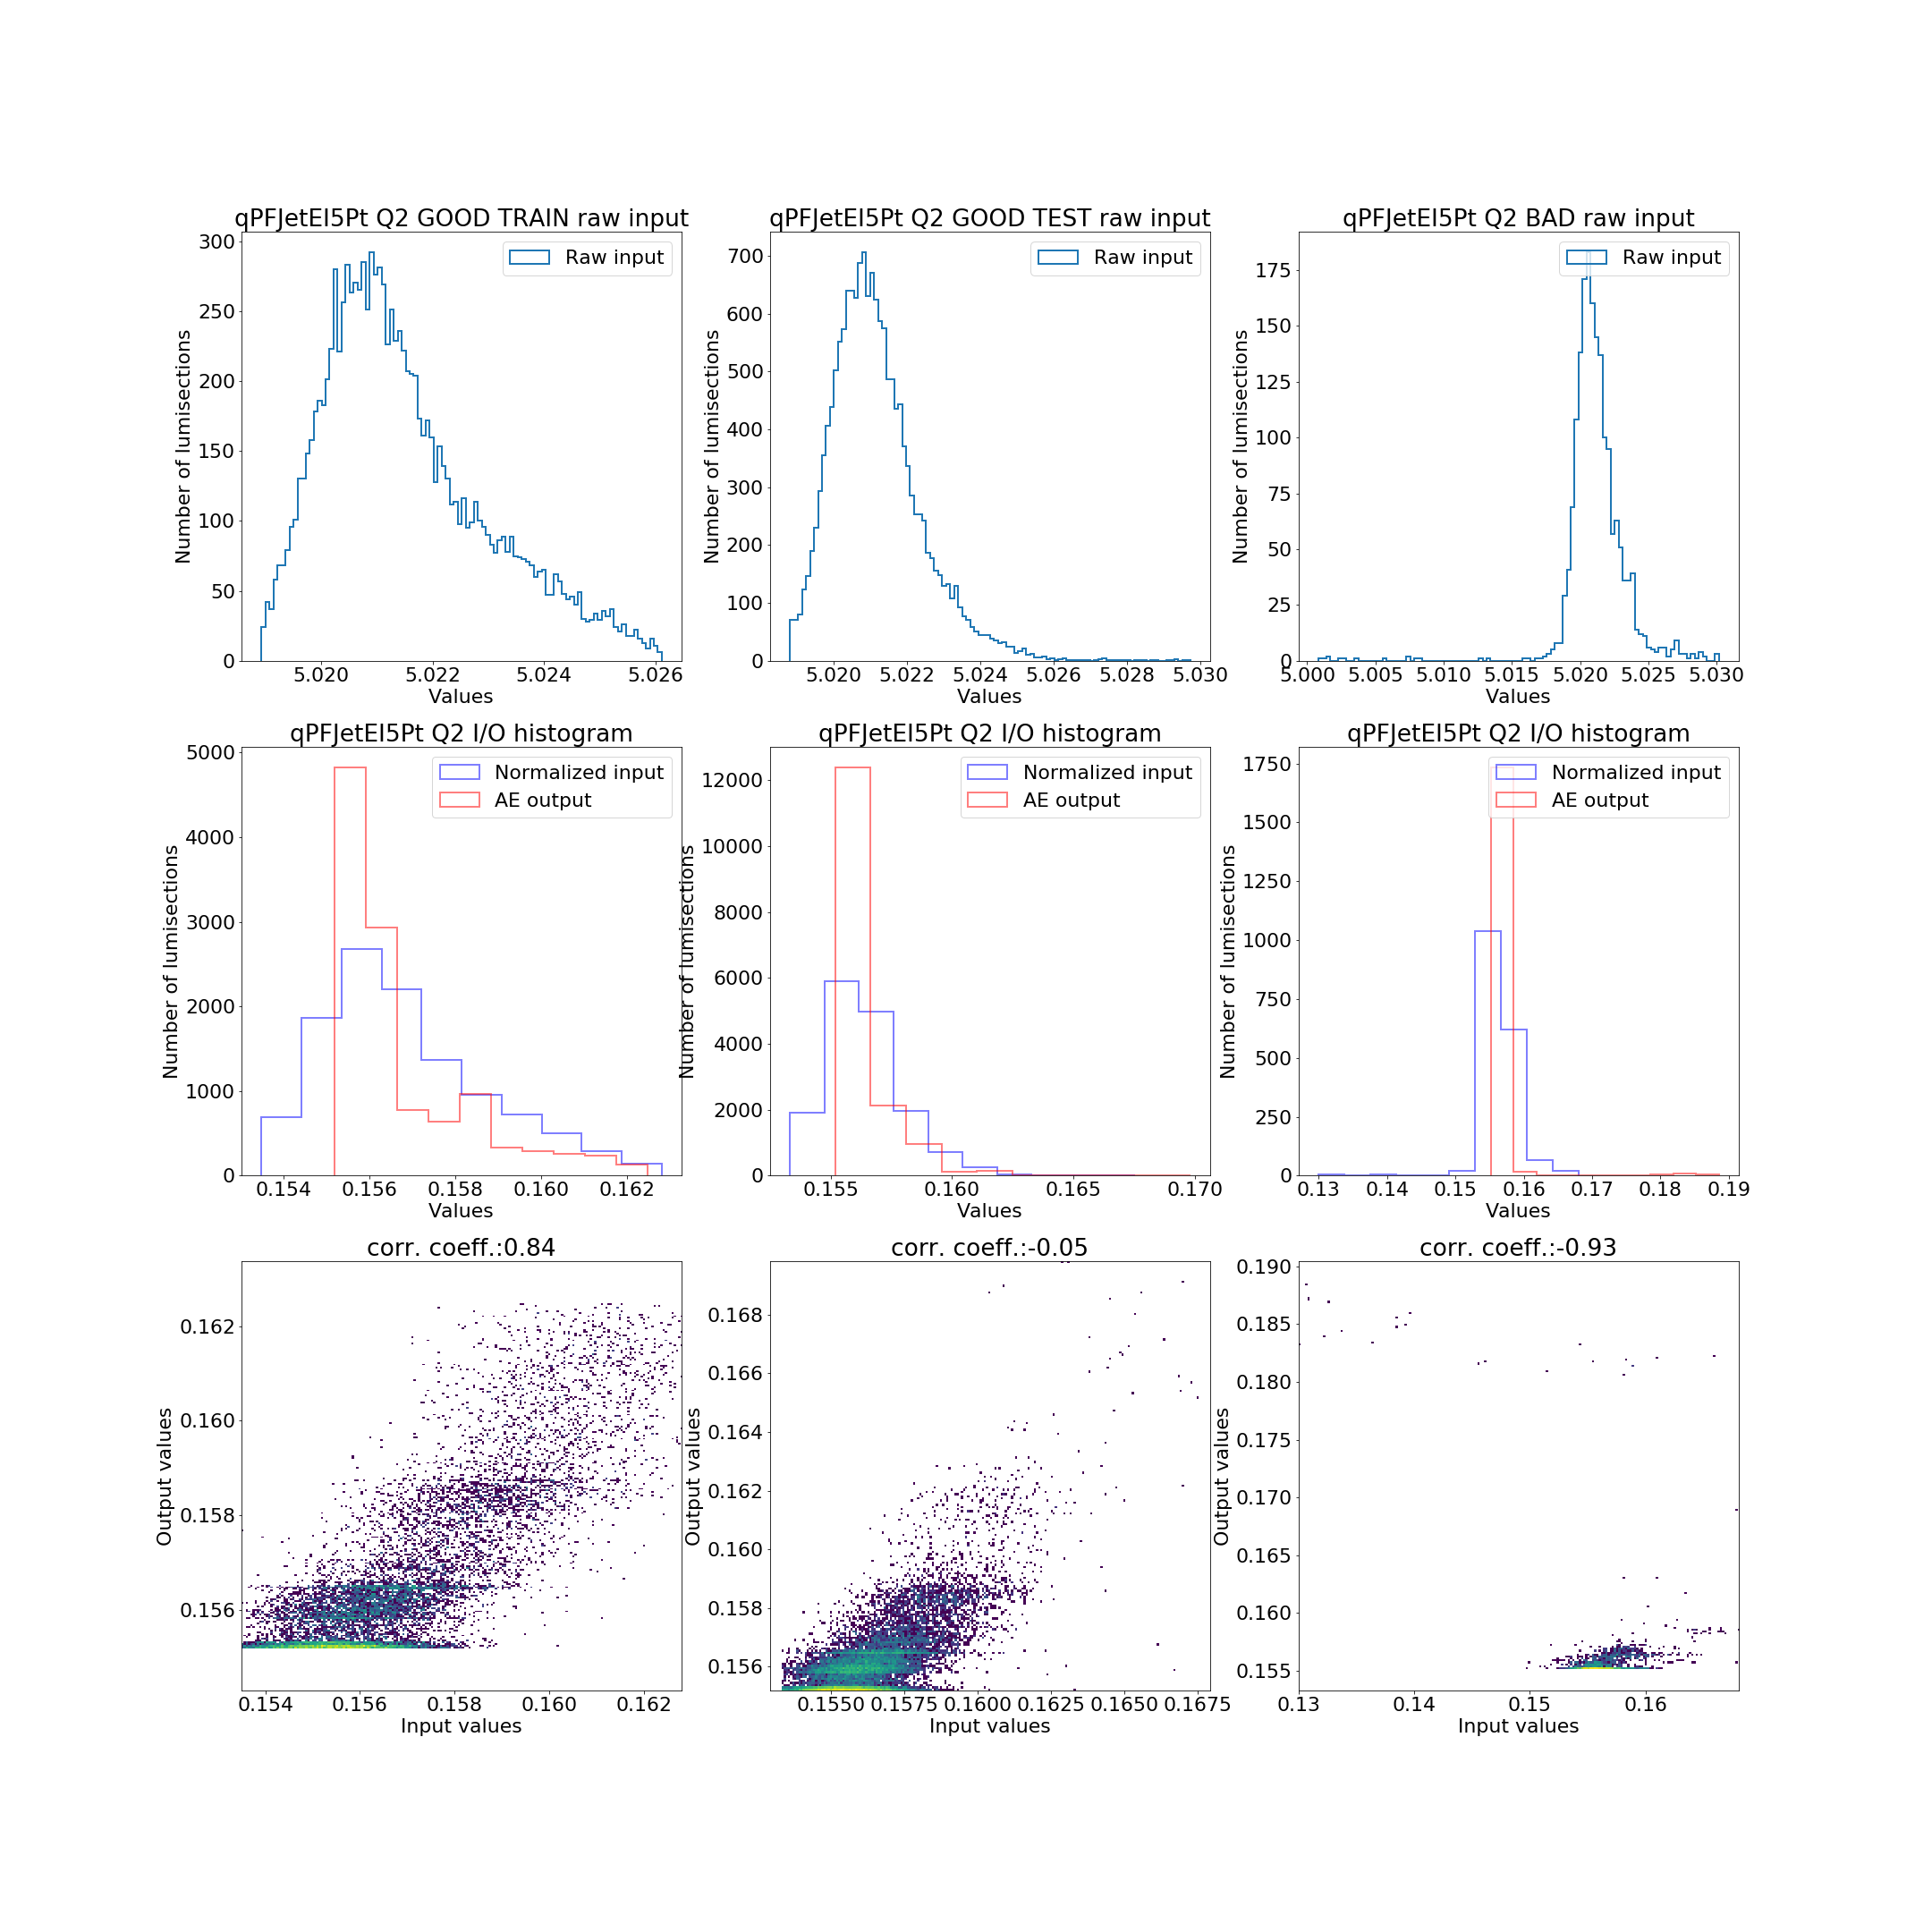 qPFJetEI5Pt Q2 GOOD TRAIN raw input
Raw input
Number of lumisections
300
250
200
150
100
50
0
5.020 5.022 5.024 5.026
Values
qPFJetEI5Pt Q2 GOOD TEST raw input
Raw input
Number of lumisections
700
600
500
400
300
200
100
0
5.020 5.022 5.024 5.026 5.028 5.030
Values
qPFJetEI5Pt Q2 BAD raw input
Raw input
Number of lumisections
175
150
125
100
75
50
25
0
5.000 5.005 5.010 5.015 5.020 5.025 5.030
Values
qPFJetEI5Pt Q2 I/O histogram
Normalized input
AE output
Number of lumisections
5000
4000
3000
2000
1000
0
0.154 0.156 0.158 0.160 0.162
Values
qPFJetEI5Pt Q2 I/O histogram
Normalized input
AE output
Number of lumisections
12000
10000
8000
6000
4000
2000
0
0.155 0.160 0.165 0.170
Values
qPFJetEI5Pt Q2 I/O histogram
Normalized input
AE output
Number of lumisections
1750
1500
1250
1000
750
500
250
0
0.13 0.14 0.15 0.16 0.17 0.18 0.19
Values
corr. coeff.:0.84
Output values
0.162
0.160
0.158
0.156
0.154 0.156 0.158 0.160 0.162
Input values
corr. coeff.:-0.05
Output values
0.168
0.166
0.164
0.162
0.160
0.158
0.156
0.1550 0.1575 0.1600 0.1625 0.1650 0.1675
Input values
corr. coeff.:-0.93
Output values
0.190
0.185
0.180
0.175
0.170
0.165
0.160
0.155
0.13 0.14 0.15 0.16
Input values